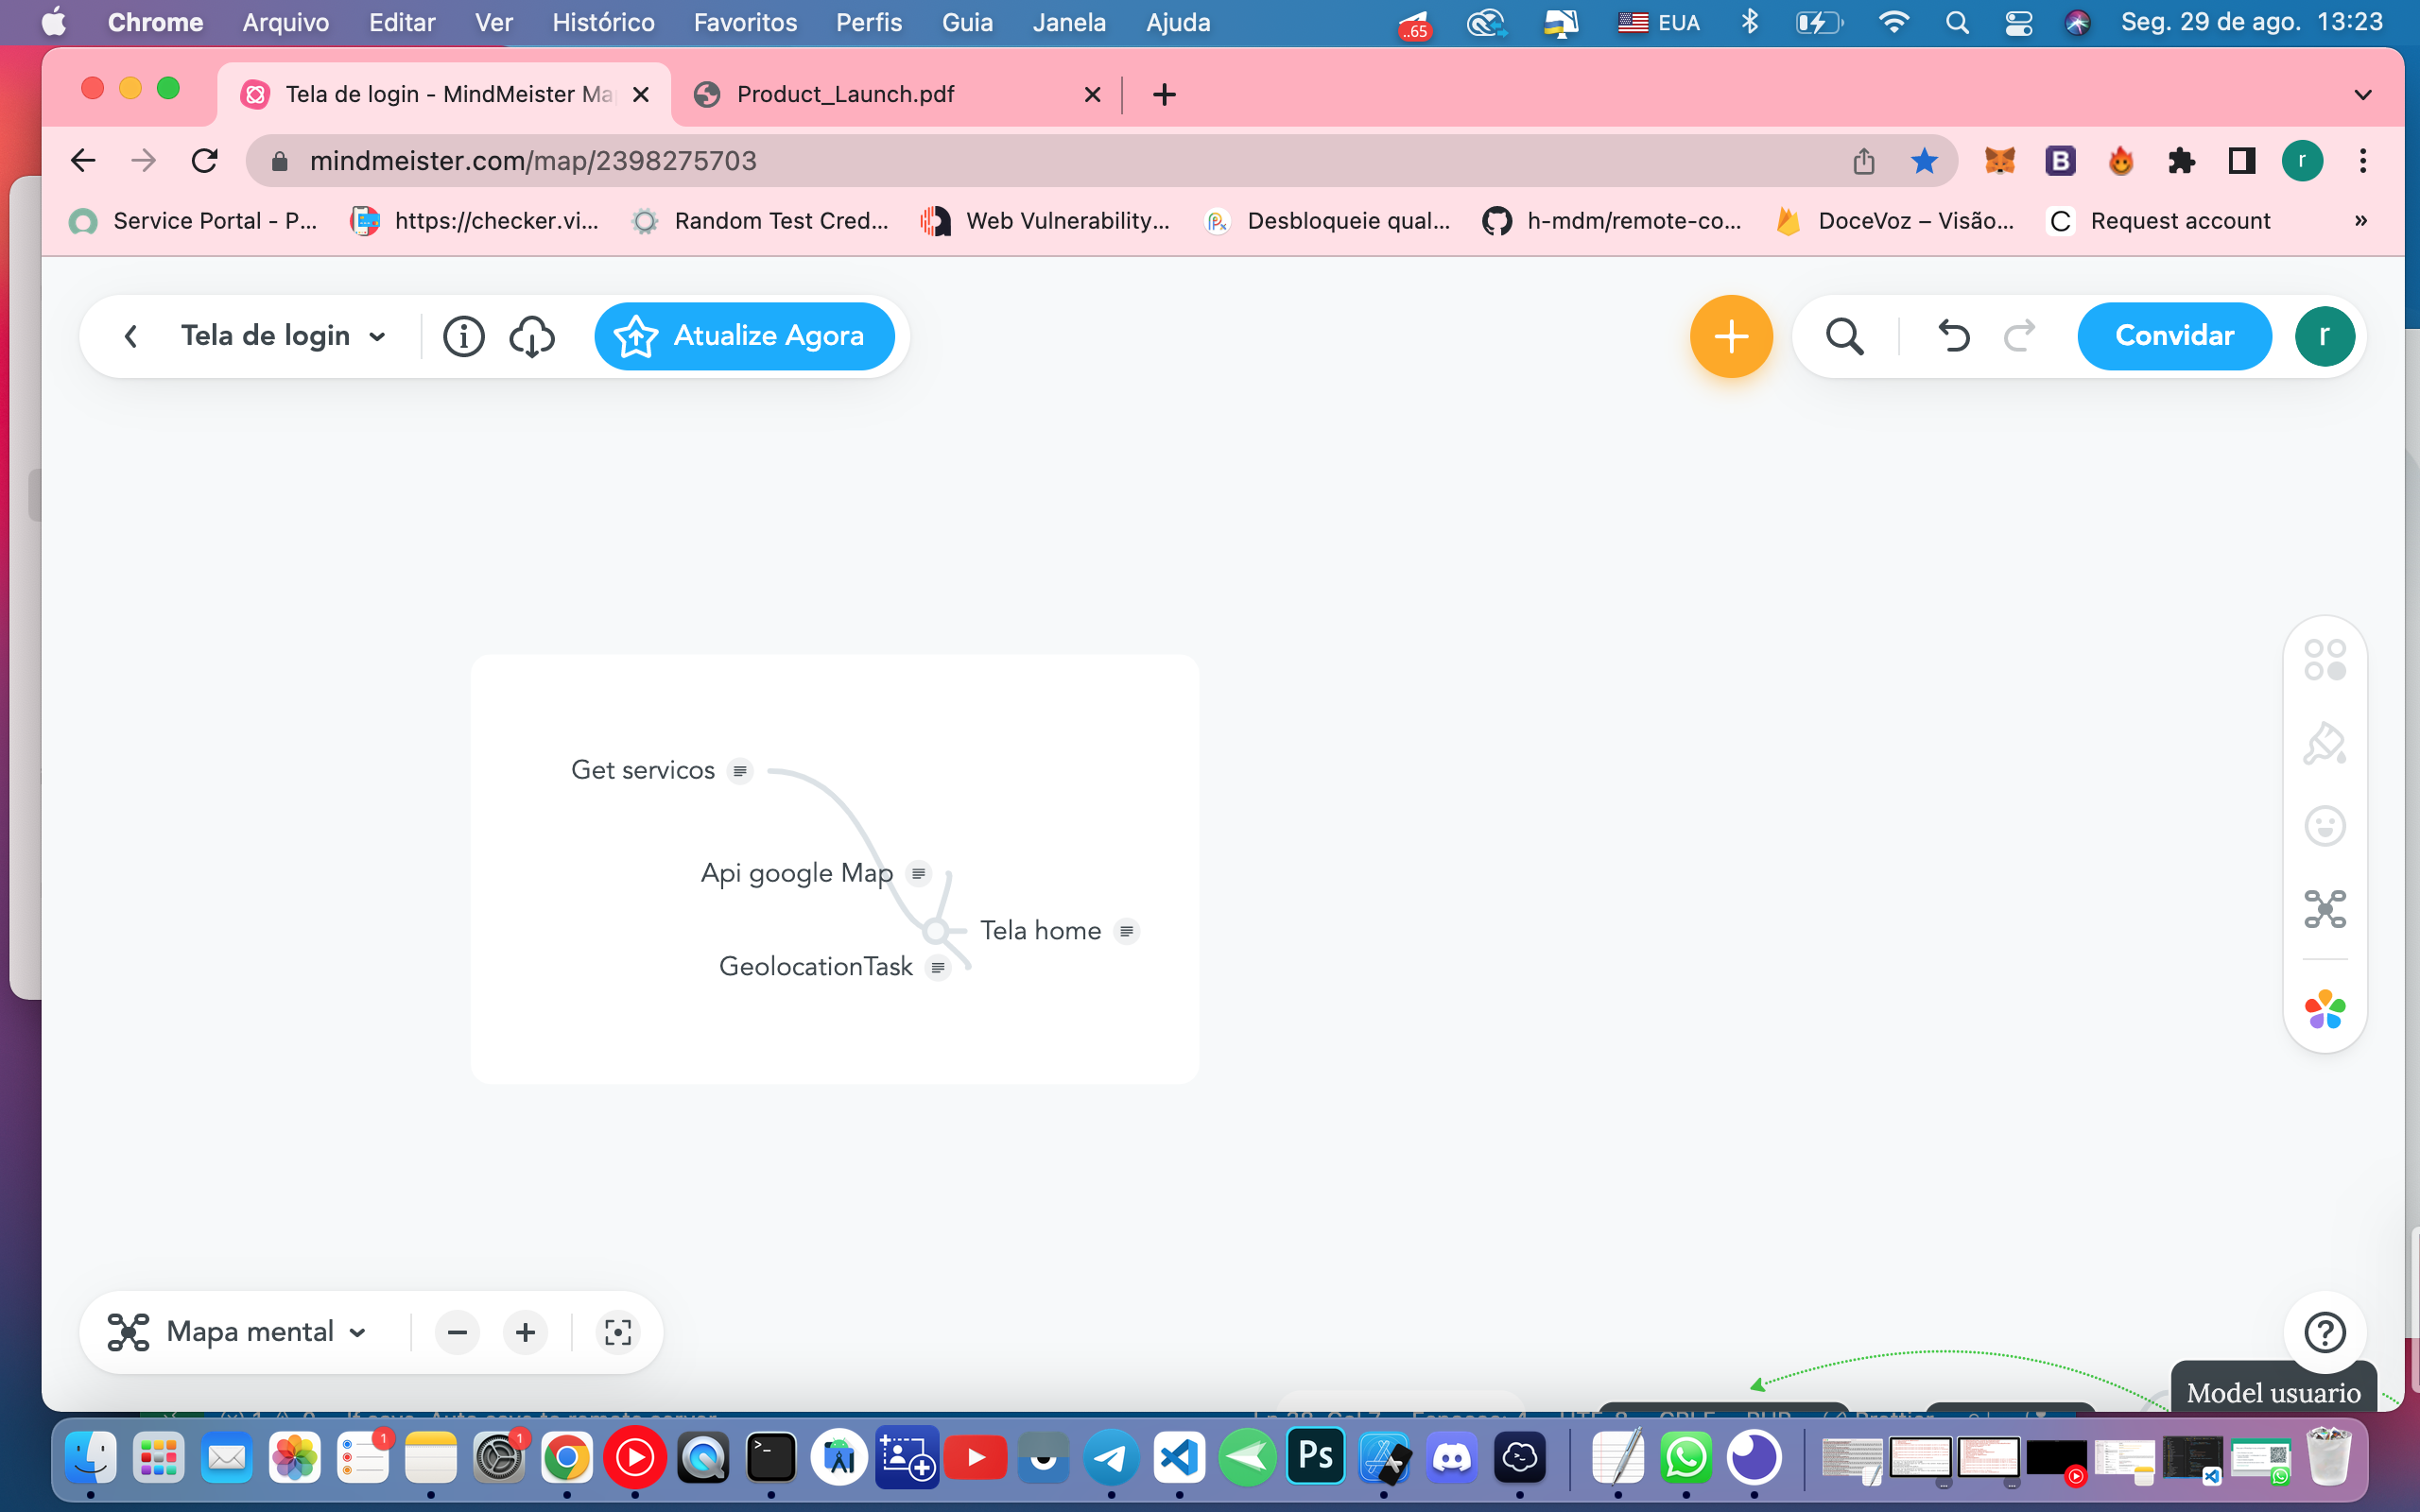 Chrome Arquivo Editar Ver Histórico Favoritos Perfis Guia Janela Ajuda ..65 EUA Seg. 29 de ago. 13:23
Tela de login - MindMeister Ma Product_Launch.pdf
mindmeister.com/map/2398275703 B r
Service Portal - P... https://checker.vi... Random Test Cred... Web Vulnerability... Desbloqueie qual... h-mdm/remote-co... DoceVoz – Visão... C Request account »
Tela de login Atualize Agora Convidar r
Get servicos
Api google Map
Tela home
GeolocationTask
Mapa mental
Model usuario
1 1 Ps